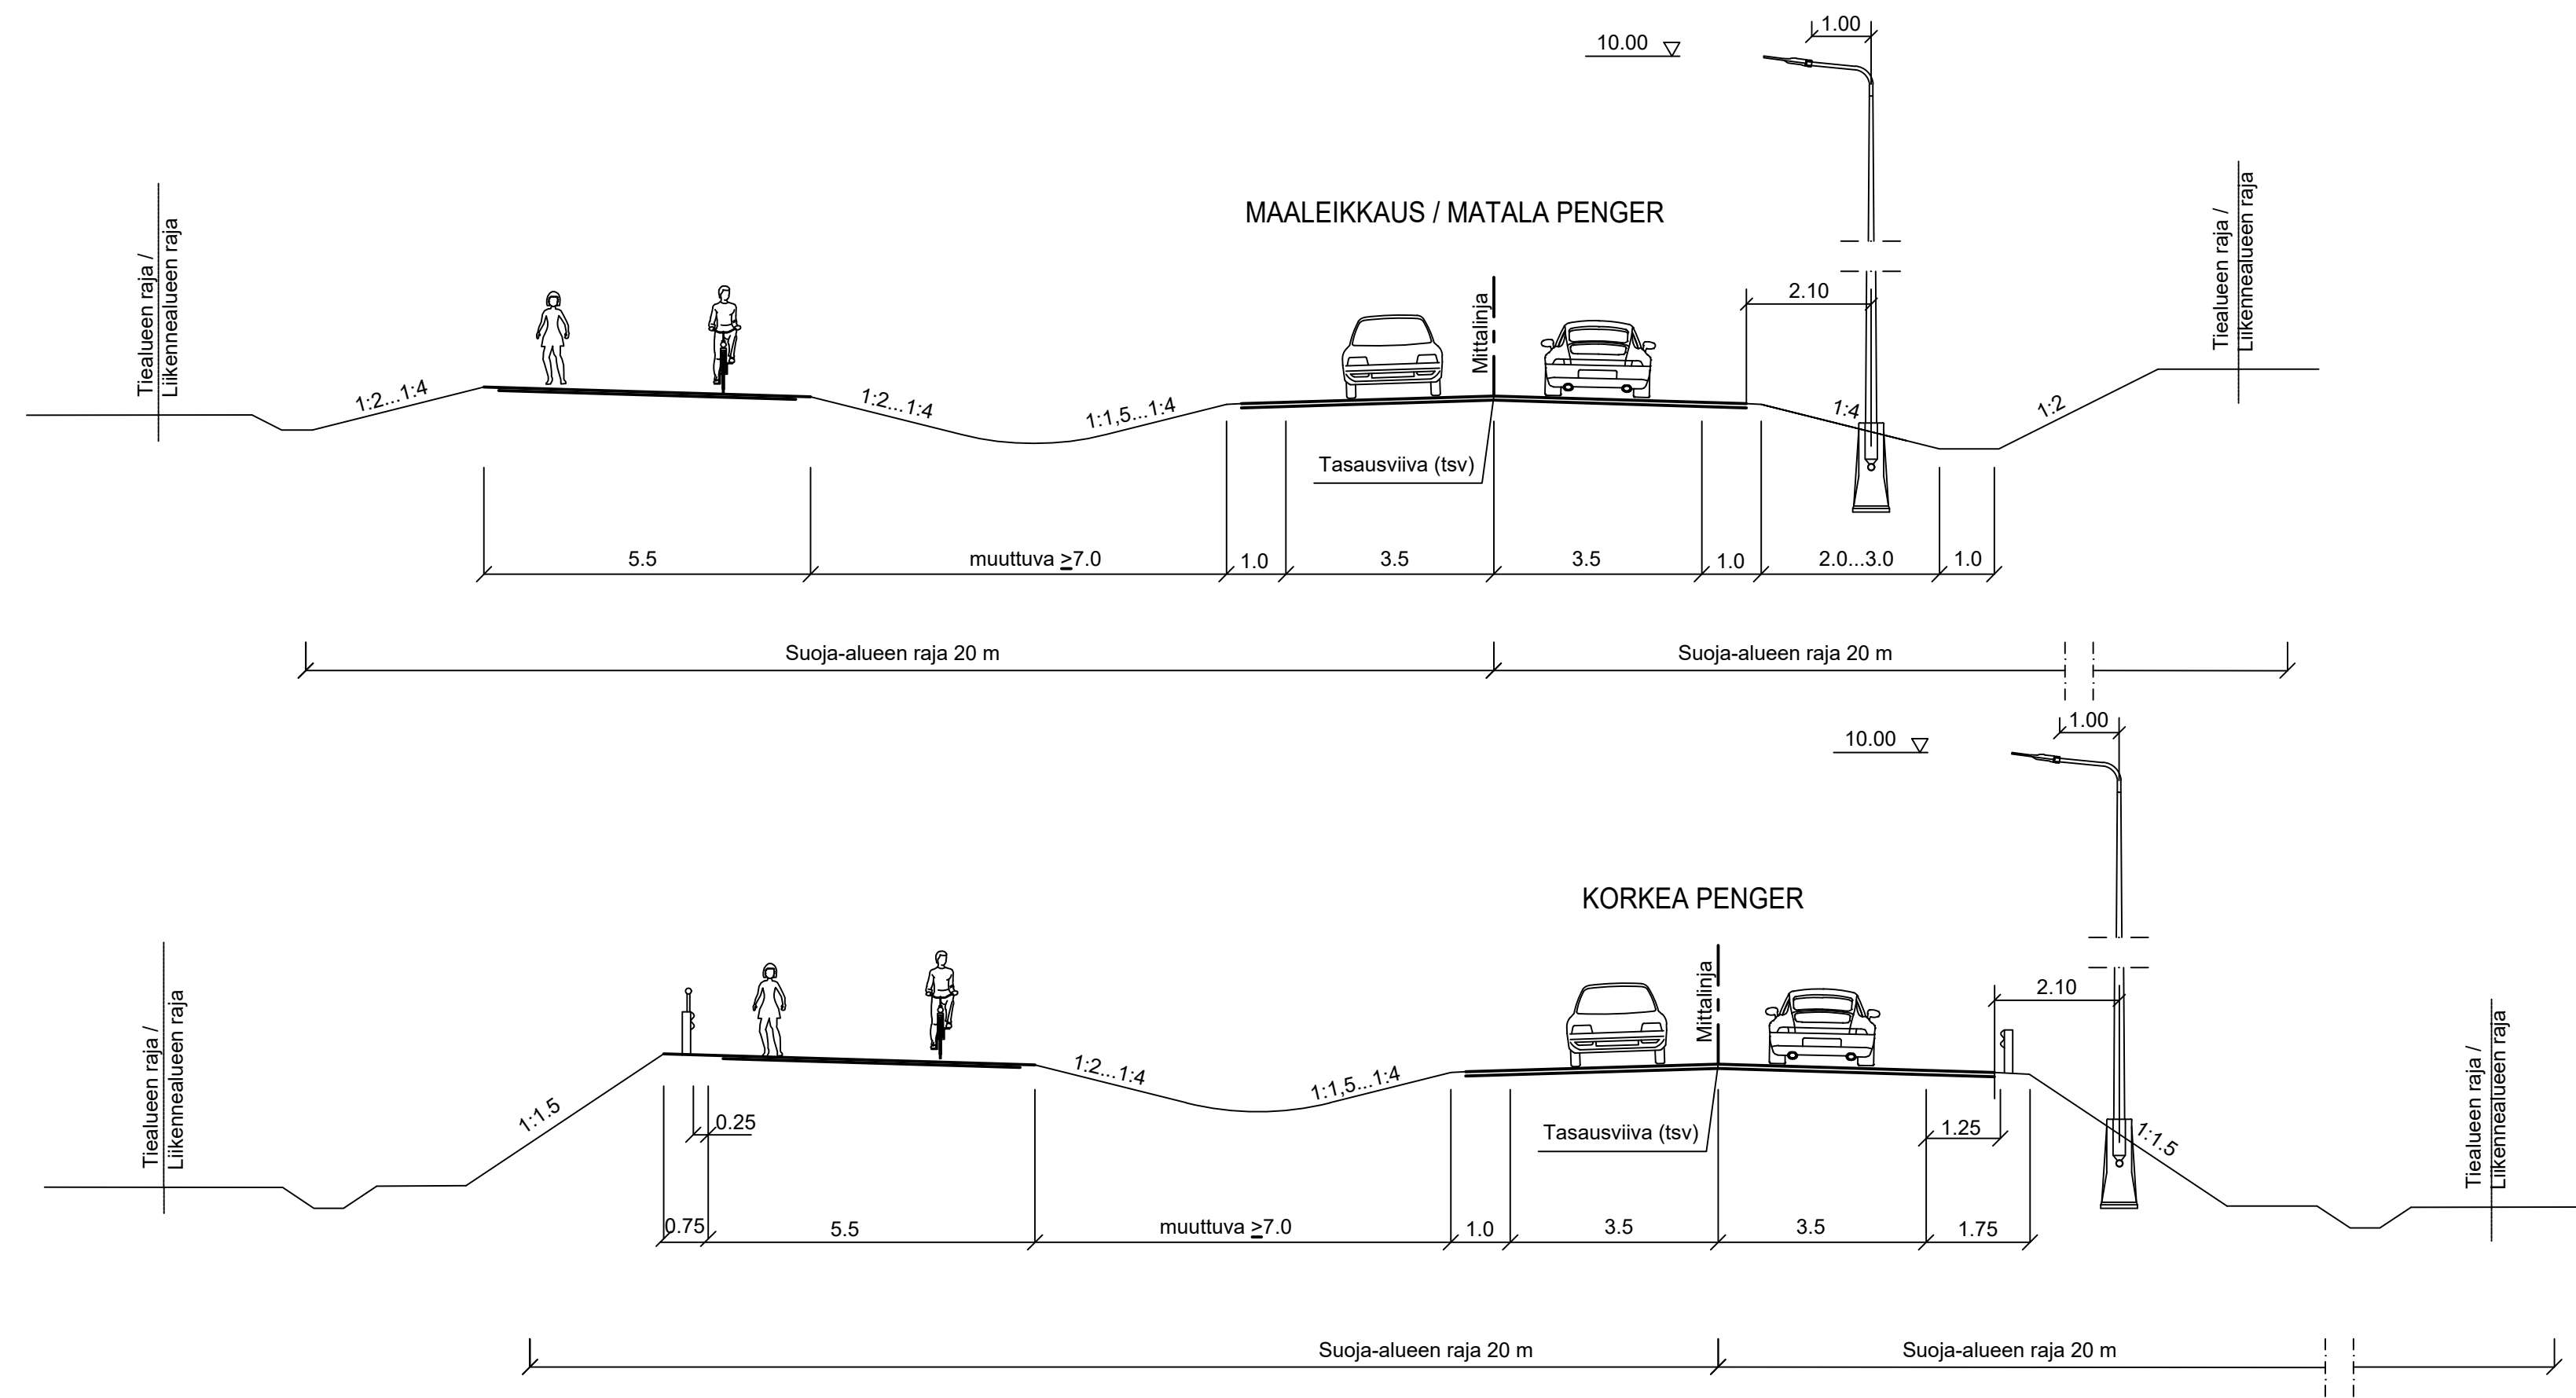 1.00
10.00
MAALEIKKAUS / MATALA PENGER
Tiealueen raja /
Liikennealueen raja
Mittalinja
2.10
Tiealueen raja /
Liikennealueen raja
1:2...1:4
1:2...1:4
1:1,5...1:4
1:4
1:2
Tasausviiva (tsv)
5.5
muuttuva ≥7.0
1.0
3.5
3.5
1.0
2.0...3.0
1.0
Suoja-alueen raja 20 m
Suoja-alueen raja 20 m
1.00
10.00
KORKEA PENGER
Tiealueen raja /
Liikennealueen raja
Mittalinja
2.10
Tiealueen raja /
Liikennealueen raja
1:1.5
1:2...1:4
1:1,5...1:4
1:1.5
0.25
Tasausviiva (tsv)
1.25
0.75
5.5
muuttuva ≥7.0
1.0
3.5
3.5
1.75
Suoja-alueen raja 20 m
Suoja-alueen raja 20 m